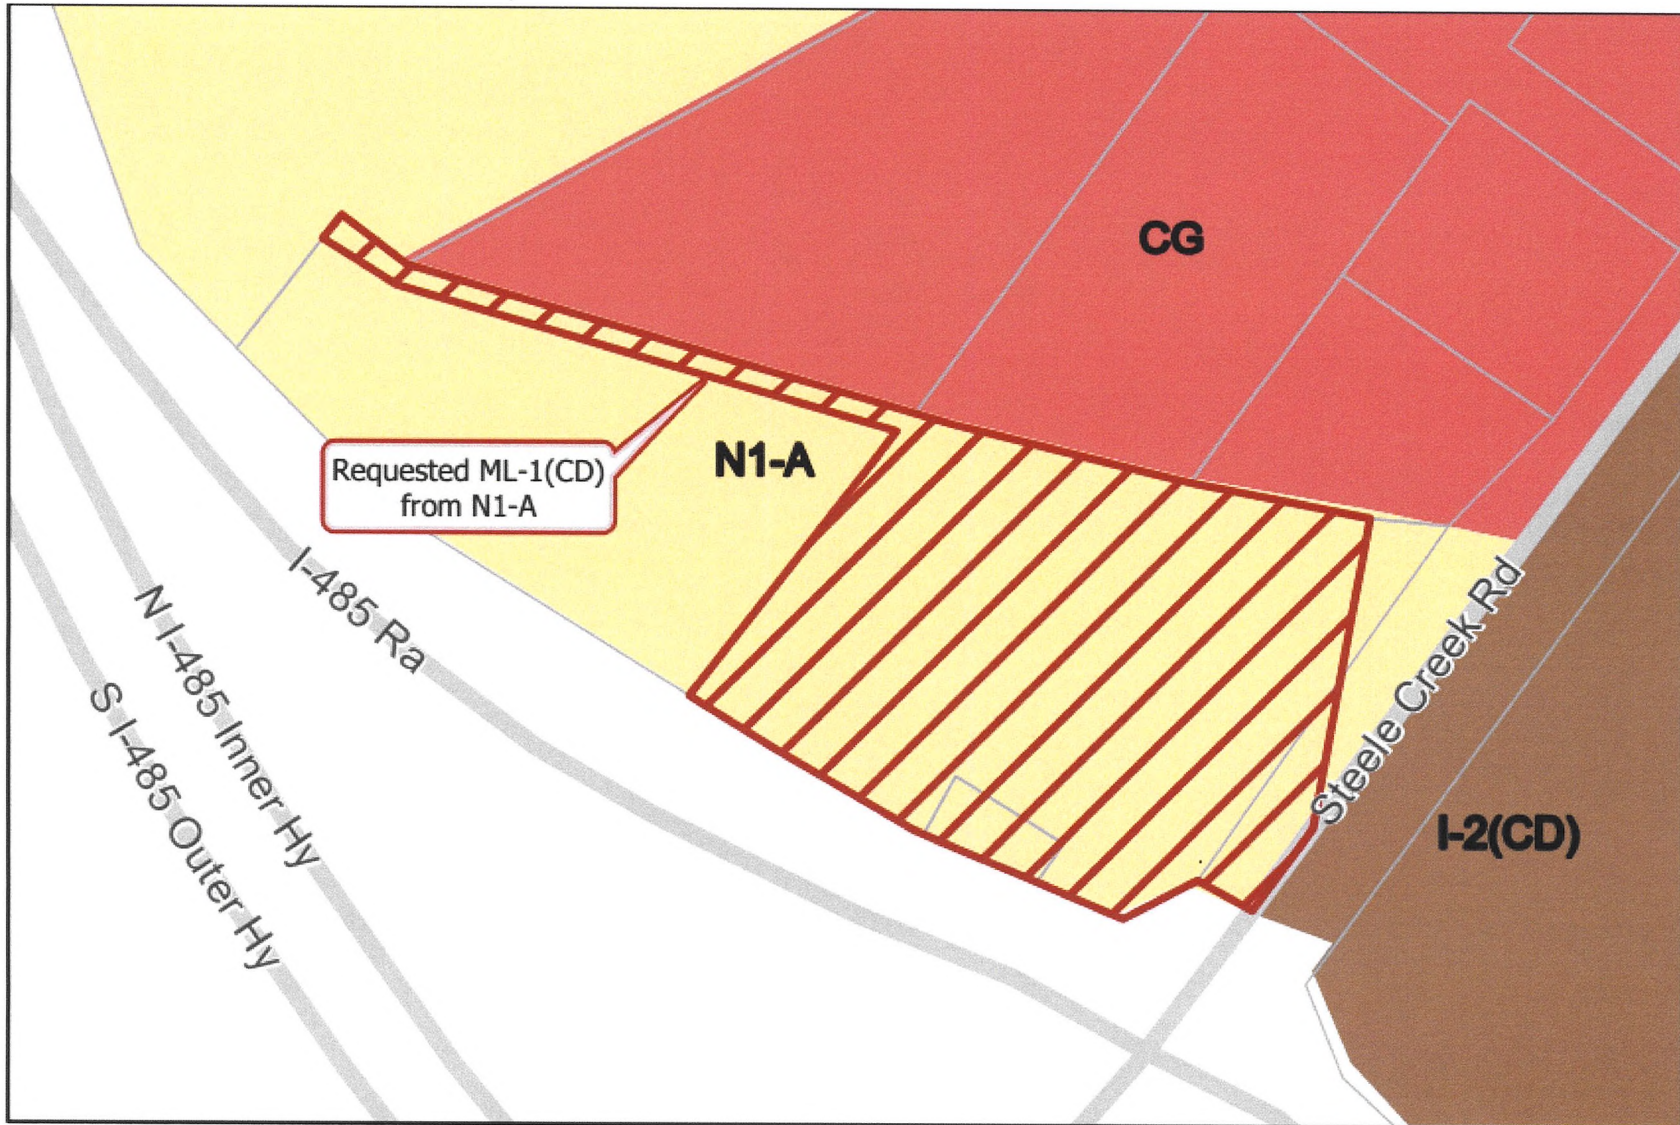 CG
N1-A
Requested ML-1(CD)
from N1-A
I-485 Ra
N I-485 Inner Hy
S I-485 Outer Hy
Steele Creek Rd
I-2(CD)